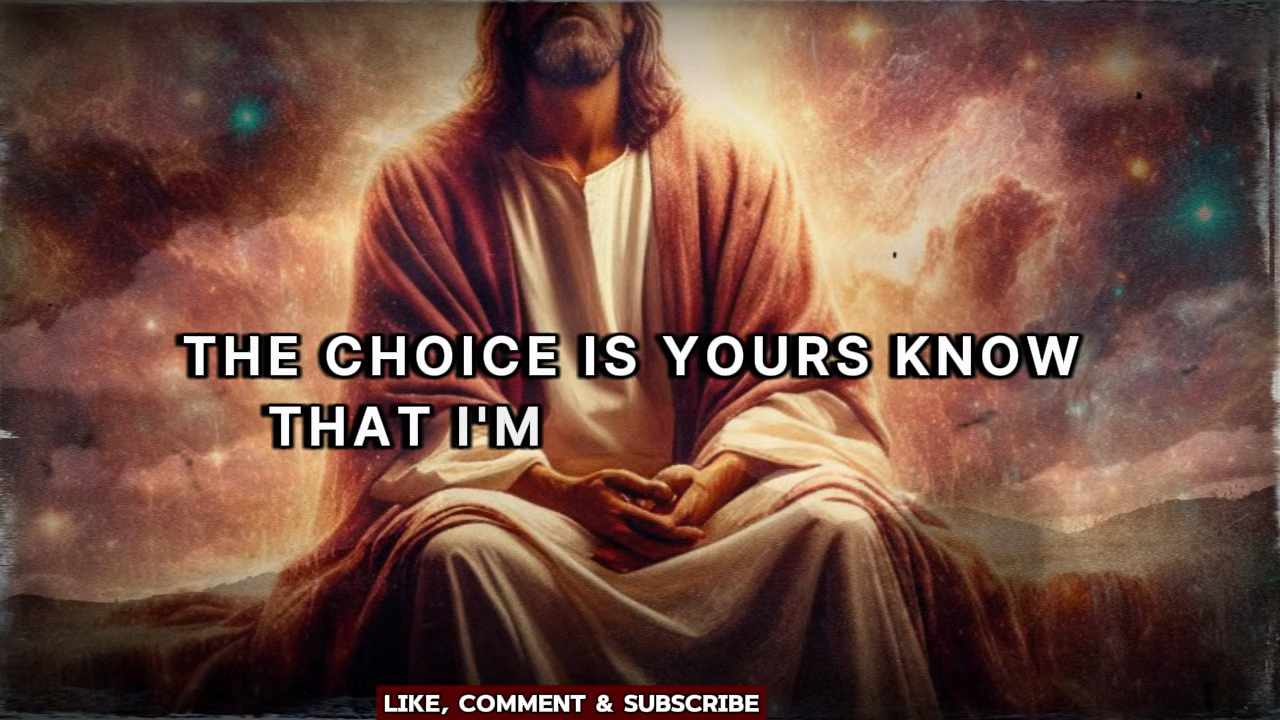 THE CHOICE IS YOURS KNOW
THAT I'M
LIKE, COMMENT & SUBSCRIBE